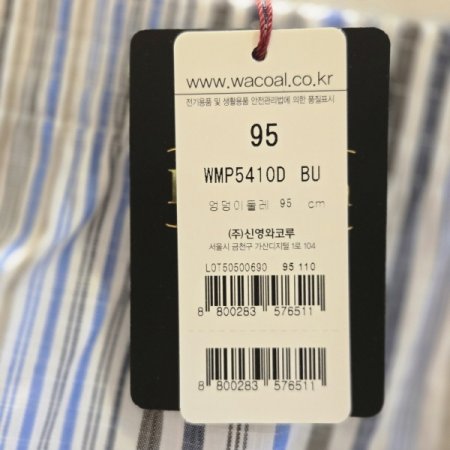 www.wacoal.co.kr
전기용품 및 생활용품 안전관리법에 의한 품질표시
95
WMP5410D BU
엉덩이둘레 95 cm
(주)신영와코루
서울시 금천구 가산디지털 1로 104
LOT50500690 95 110
8 800283 576511
8 800283 576511